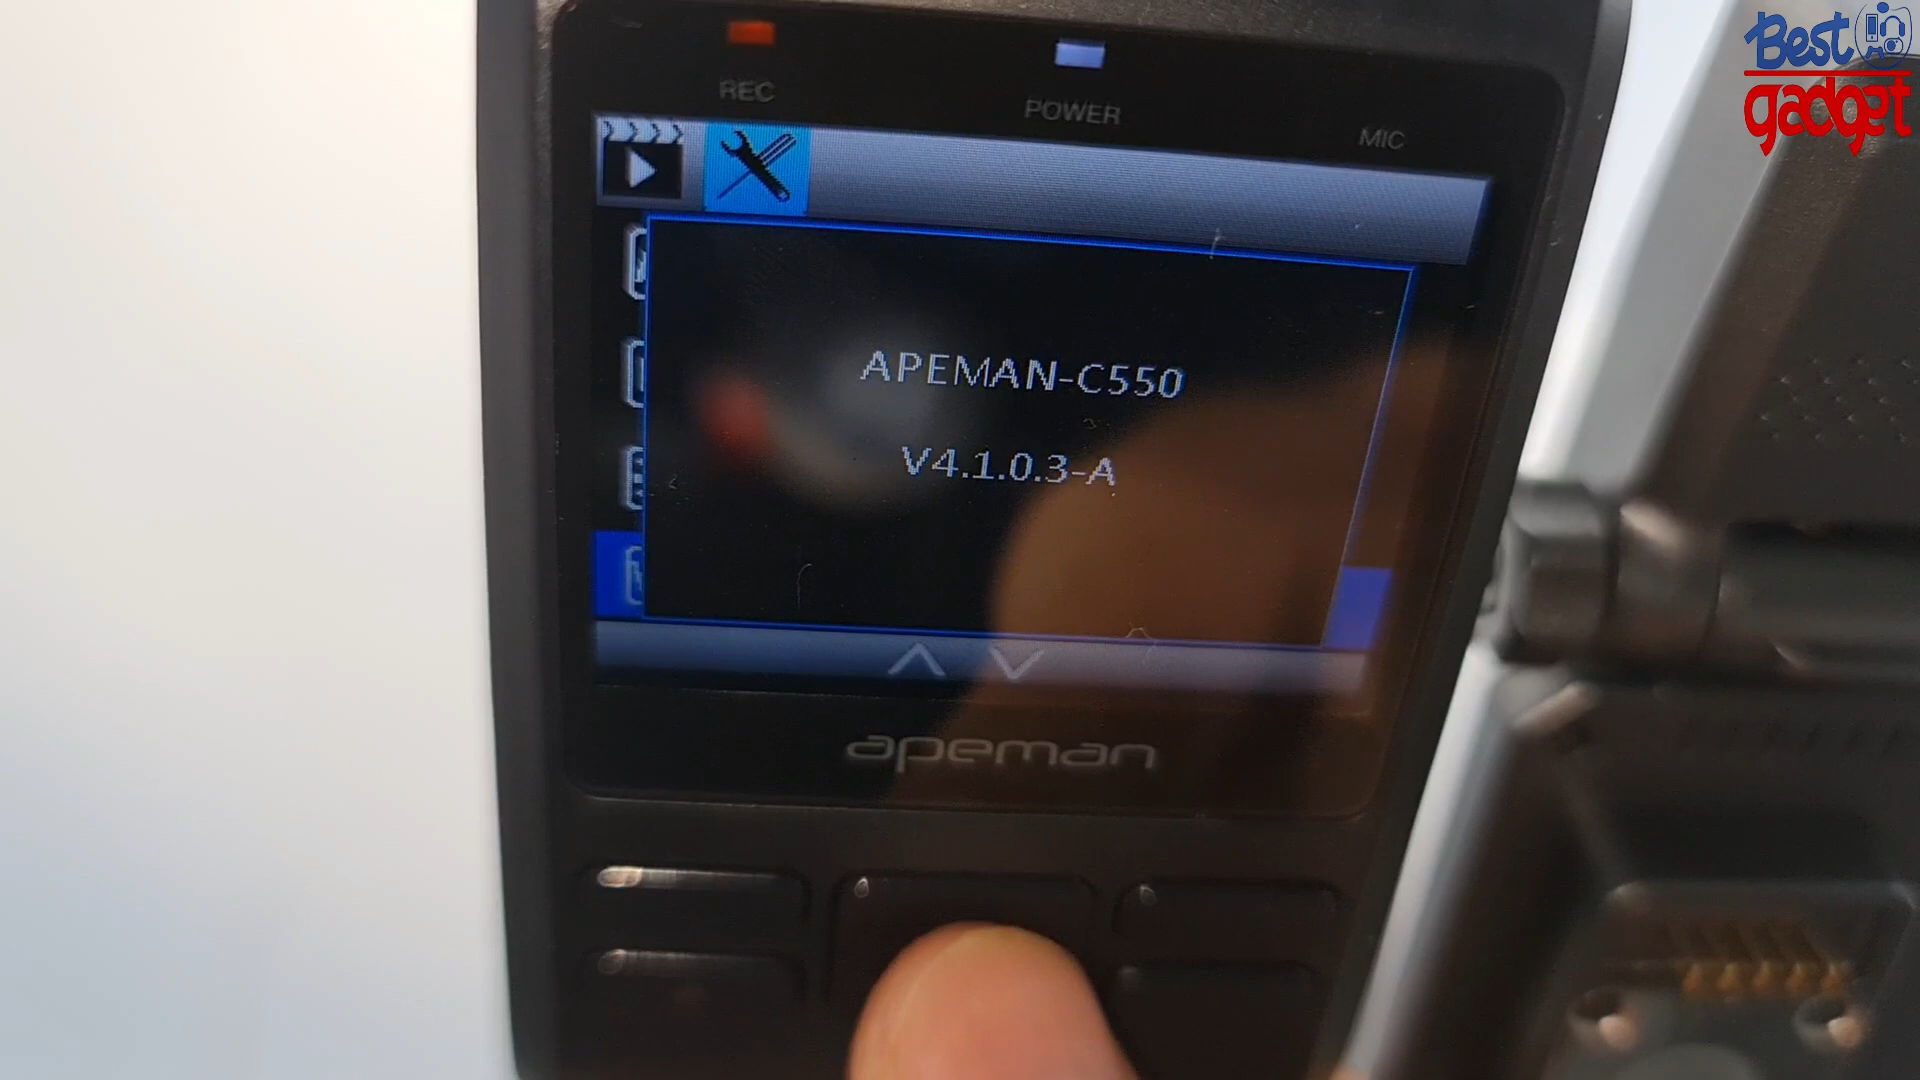 Best
gadget
REC
POWER
MIC
APEMAN-C550
V4.1.0.3-A
apeman